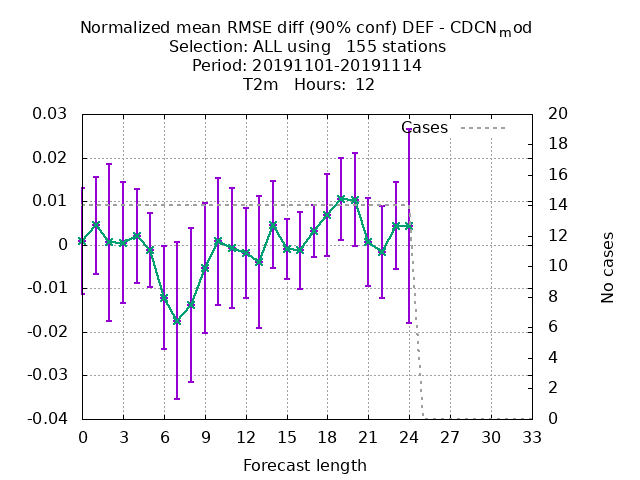 Normalized mean RMSE diff (90% conf) DEF - CDCNmod
Selection: ALL using 155 stations
Period: 20191101-20191114
T2m Hours: 12
Cases
0.03
0.02
0.01
0
-0.01
-0.02
-0.03
-0.04
20
18
16
14
12
10
8
6
4
2
0
No cases
0 3 6 9 12 15 18 21 24 27 30 33
Forecast length